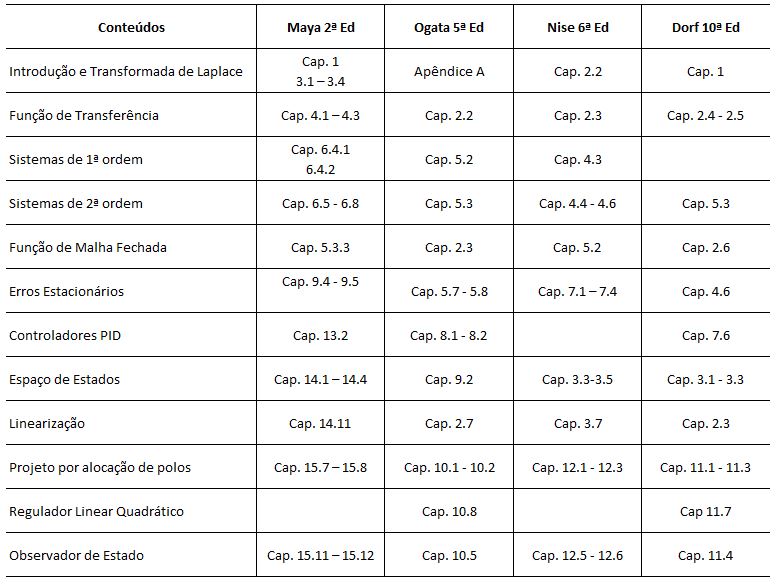 Conteúdos Maya 2ª Ed Ogata 5ª Ed Nise 6ª Ed Dorf 10ª Ed
Introdução e Transformada de Laplace Cap. 1 3.1 – 3.4 Apêndice A Cap. 2.2 Cap. 1
Função de Transferência Cap. 4.1 – 4.3 Cap. 2.2 Cap. 2.3 Cap. 2.4 - 2.5
Sistemas de 1ª ordem Cap. 6.4.1 6.4.2 Cap. 5.2 Cap. 4.3
Sistemas de 2ª ordem Cap. 6.5 - 6.8 Cap. 5.3 Cap. 4.4 - 4.6 Cap. 5.3
Função de Malha Fechada Cap. 5.3.3 Cap. 2.3 Cap. 5.2 Cap. 2.6
Erros Estacionários Cap. 9.4 - 9.5 Cap. 5.7 - 5.8 Cap. 7.1 – 7.4 Cap. 4.6
Controladores PID Cap. 13.2 Cap. 8.1 - 8.2 Cap. 7.6
Espaço de Estados Cap. 14.1 – 14.4 Cap. 9.2 Cap. 3.3-3.5 Cap. 3.1 - 3.3
Linearização Cap. 14.11 Cap. 2.7 Cap. 3.7 Cap. 2.3
Projeto por alocação de polos Cap. 15.7 – 15.8 Cap. 10.1 - 10.2 Cap. 12.1 - 12.3 Cap. 11.1 - 11.3
Regulador Linear Quadrático Cap. 10.8 Cap 11.7
Observador de Estado Cap. 15.11 – 15.12 Cap. 10.5 Cap. 12.5 - 12.6 Cap. 11.4